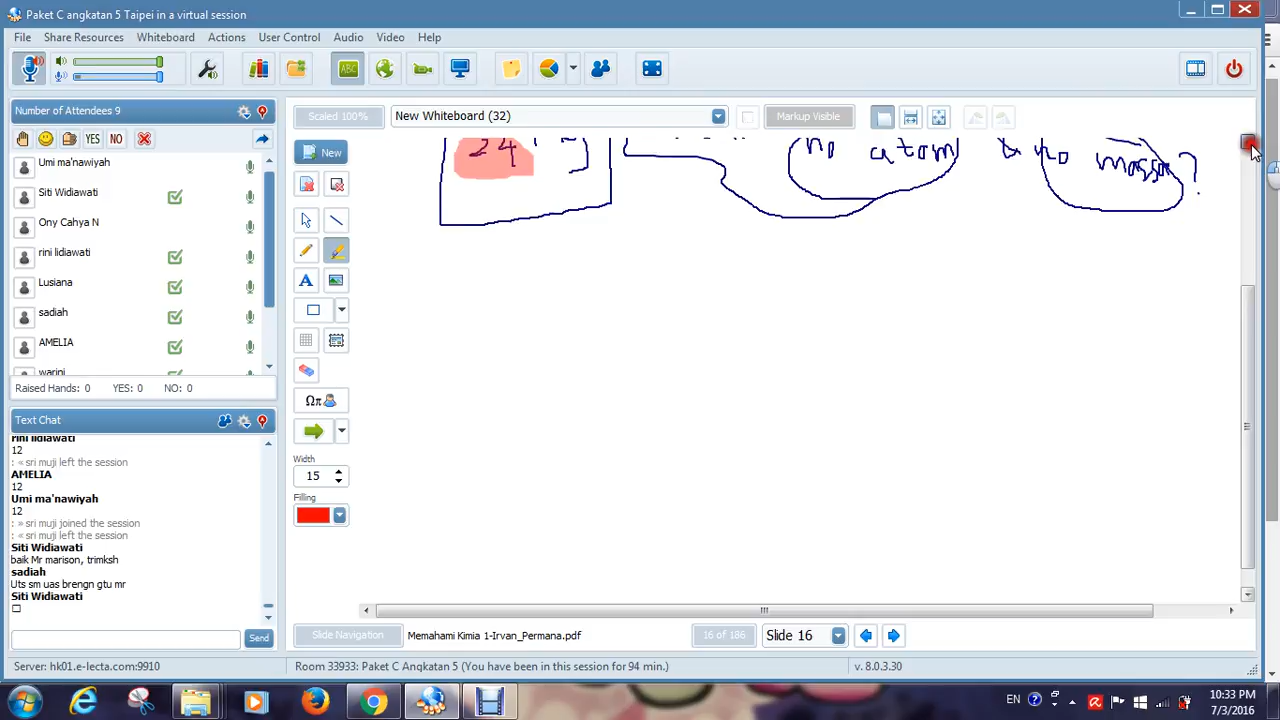 Paket C angkatan 5 Taipei in a virtual session
File Share Resources Whiteboard Actions User Control Audio Video Help
ABC
Number of Attendees 9
YES NO
Umi ma'nawiyah
Siti Widiawati
Ony Cahya N
rini lidiawati
Lusiana
sadiah
AMELIA
warini
Raised Hands: 0 YES: 0 NO: 0
Text Chat
rini lidiawati
12
: « sri muji left the session
AMELIA
12
Umi ma'nawiyah
12
: » sri muji joined the session
: « sri muji left the session
Siti Widiawati
baik Mr marison, trimksh
sadiah
Uts sm uas brengn gtu mr
Siti Widiawati
Send
Scaled 100% New Whiteboard (32) Markup Visible
New
A
Ωπ
Width
15
Filling
24
no atom & no massa?
Slide Navigation Memahami Kimia 1-Irvan_Permana.pdf 16 of 186 Slide 16
Server: hk01.e-lecta.com:9910 Room 33933: Paket C Angkatan 5 (You have been in this session for 94 min.) v. 8.0.3.30
EN 10:33 PM
7/3/2016